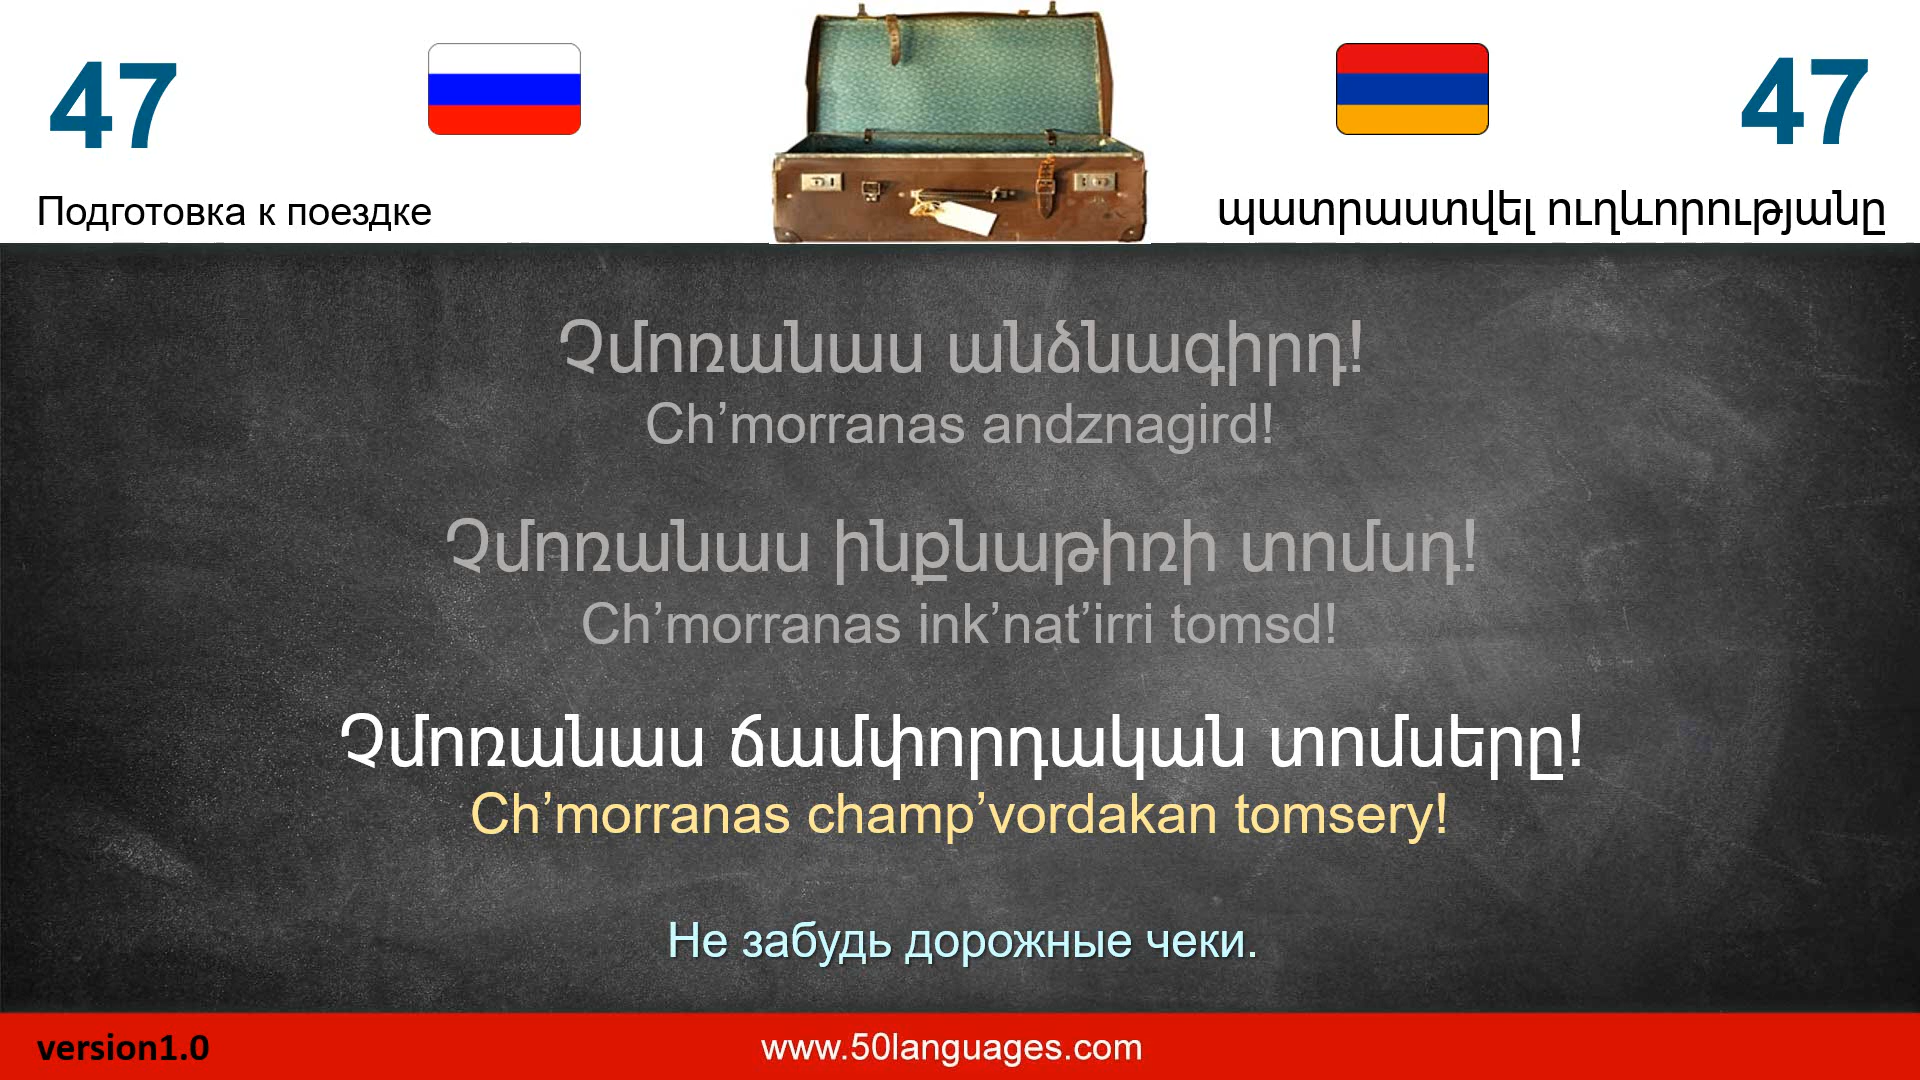 47
47
Подготовка к поездке
պատրաստվել ուղևորությանը
Չմոռանաս անձնագիրդ!
Ch’morranas andznagird!
Չմոռանաս ինքնաթիռի տոմսդ!
Ch’morranas ink’nat’irri tomsd!
Չմոռանաս ճամփորդական տոմսերը!
Ch’morranas champ’vordakan tomsery!
Не забудь дорожные чеки.
version1.0
www.50languages.com